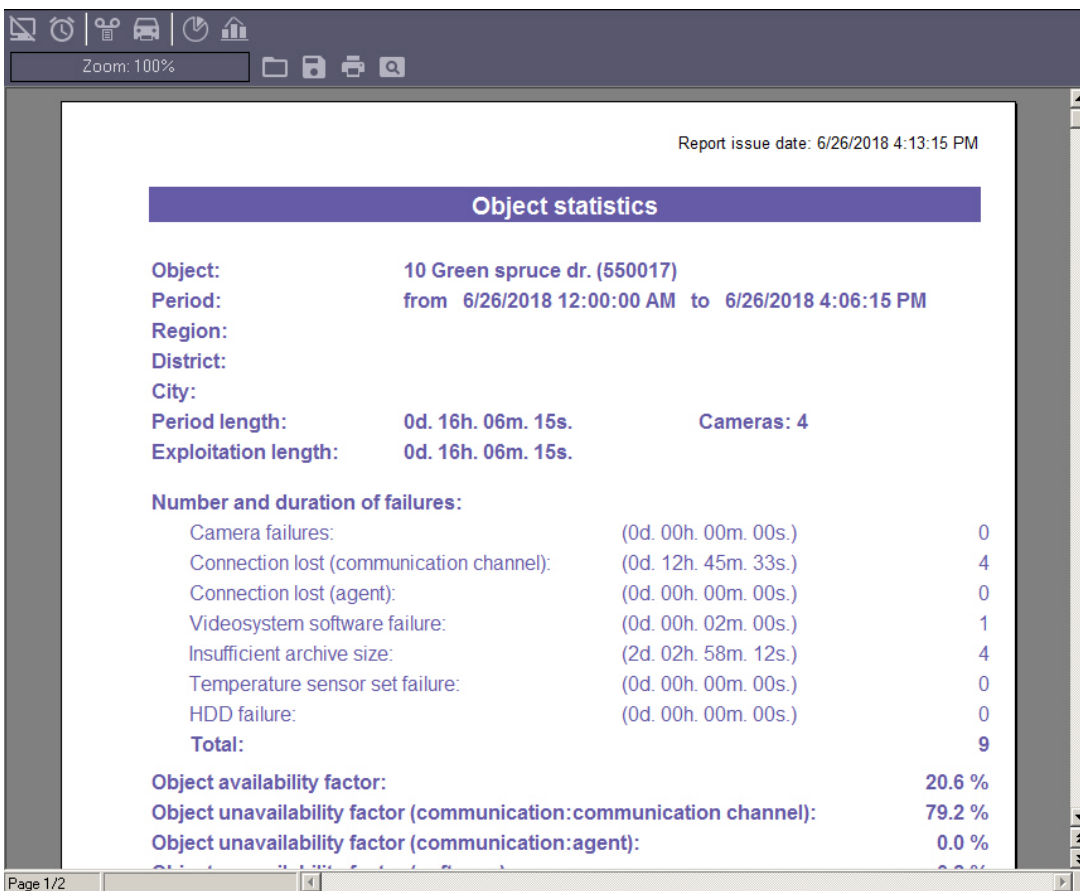 Zoom: 100%
Report issue date: 6/26/2018 4:13:15 PM
Object statistics
Object: 10 Green spruce dr. (550017)
Period: from 6/26/2018 12:00:00 AM to 6/26/2018 4:06:15 PM
Region:
District:
City:
Period length: 0d. 16h. 06m. 15s. Cameras: 4
Exploitation length: 0d. 16h. 06m. 15s.
Number and duration of failures:
Camera failures: (0d. 00h. 00m. 00s.) 0
Connection lost (communication channel): (0d. 12h. 45m. 33s.) 4
Connection lost (agent): (0d. 00h. 00m. 00s.) 0
Videosystem software failure: (0d. 00h. 02m. 00s.) 1
Insufficient archive size: (2d. 02h. 58m. 12s.) 4
Temperature sensor set failure: (0d. 00h. 00m. 00s.) 0
HDD failure: (0d. 00h. 00m. 00s.) 0
Total: 9
Object availability factor: 20.6 %
Object unavailability factor (communication:communication channel): 79.2 %
Object unavailability factor (communication:agent): 0.0 %
Page 1/2